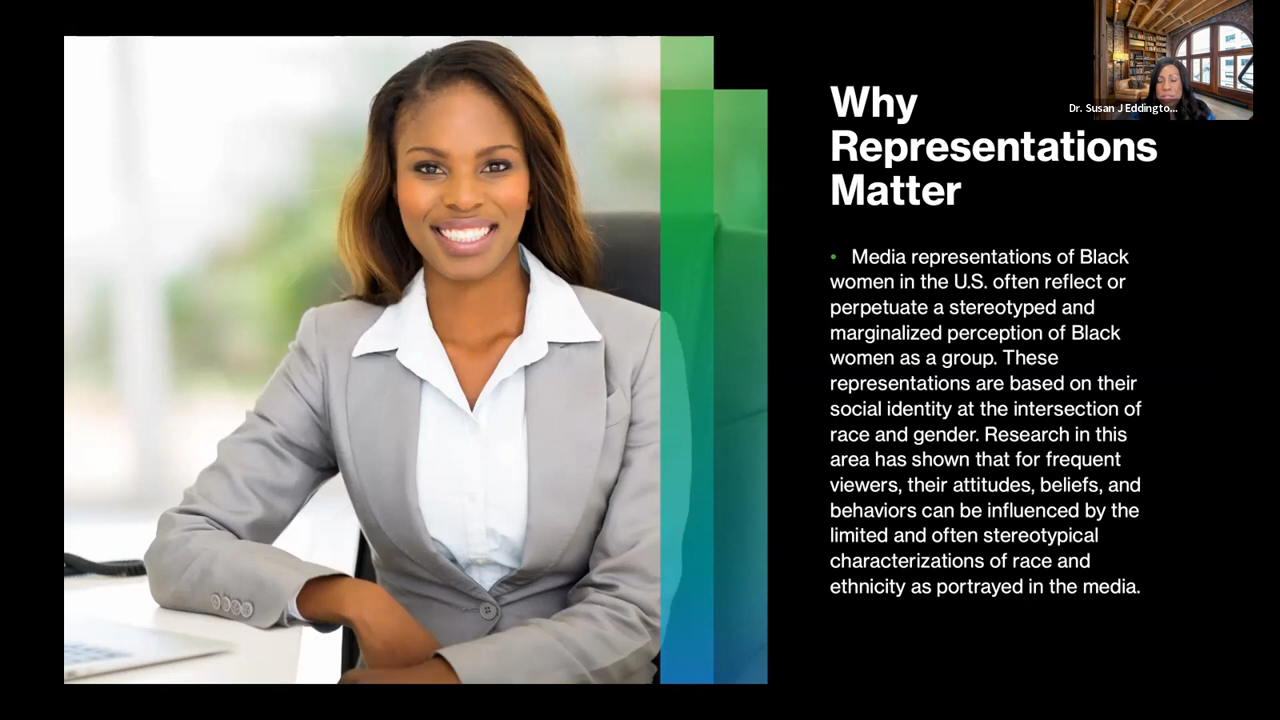 Dr. Susan J Eddingto...
Why
Representations
Matter
• Media representations of Black
women in the U.S. often reflect or
perpetuate a stereotyped and
marginalized perception of Black
women as a group. These
representations are based on their
social identity at the intersection of
race and gender. Research in this
area has shown that for frequent
viewers, their attitudes, beliefs, and
behaviors can be influenced by the
limited and often stereotypical
characterizations of race and
ethnicity as portrayed in the media.